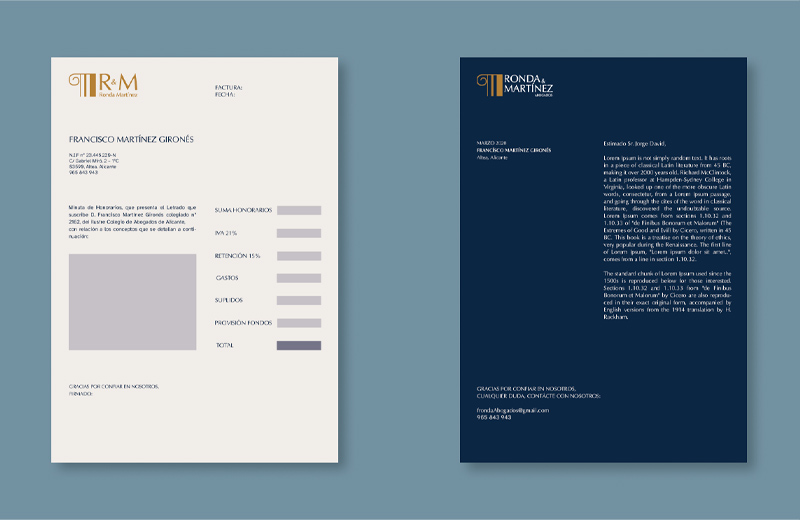 R&M
Ronda Martínez
FACTURA:
FECHA:
FRANCISCO MARTÍNEZ GIRONÉS
C/ Gabriel Miró, 2 – 1ºC
03590, Altea, Alicante
965 843 943
Minuta de Honorarios, que presenta el Letrado que
suscribe D. Francisco Martínez Gironés colegiado nº
2162, del Ilustre Colegio de Abogados de Alicante,
con relación a los conceptos que se detallan a conti-
nuación:
SUMA HONORARIOS
IVA 21%
RETENCIÓN 15%
GASTOS
SUPLIDOS
PROVISIÓN FONDOS
TOTAL
GRACIAS POR CONFIAR EN NOSOTROS,
FIRMADO:
RONDA&
MARTÍNEZ
ABOGADOS
MARZO 2020
FRANCISCO MARTÍNEZ GIRONÉS
Altea, Alicante
Estimado Sr. Jorge David,
Lorem Ipsum is not simply random text. It has roots
in a piece of classical Latin literature from 45 BC,
making it over 2000 years old. Richard McClintock,
a Latin professor at Hampden-Sydney College in
Virginia, looked up one of the more obscure Latin
words, consectetur, from a Lorem Ipsum passage,
and going through the cites of the word in classical
literature, discovered the undoubtable source.
Lorem Ipsum comes from sections 1.10.32 and
1.10.33 of "de Finibus Bonorum et Malorum" (The
Extremes of Good and Evil) by Cicero, written in 45
BC. This book is a treatise on the theory of ethics,
very popular during the Renaissance. The first line
of Lorem Ipsum, "Lorem ipsum dolor sit amet..",
comes from a line in section 1.10.32.
The standard chunk of Lorem Ipsum used since the
1500s is reproduced below for those interested.
Sections 1.10.32 and 1.10.33 from "de Finibus
Bonorum et Malorum" by Cicero are also reprodu-
ced in their exact original form, accompanied by
English versions from the 1914 translation by H.
Rackham.
GRACIAS POR CONFIAR EN NOSOTROS,
CUALQUIER DUDA, CONTÁCTE CON NOSOTROS:
frondaAbogados@gmail.com
965 843 943